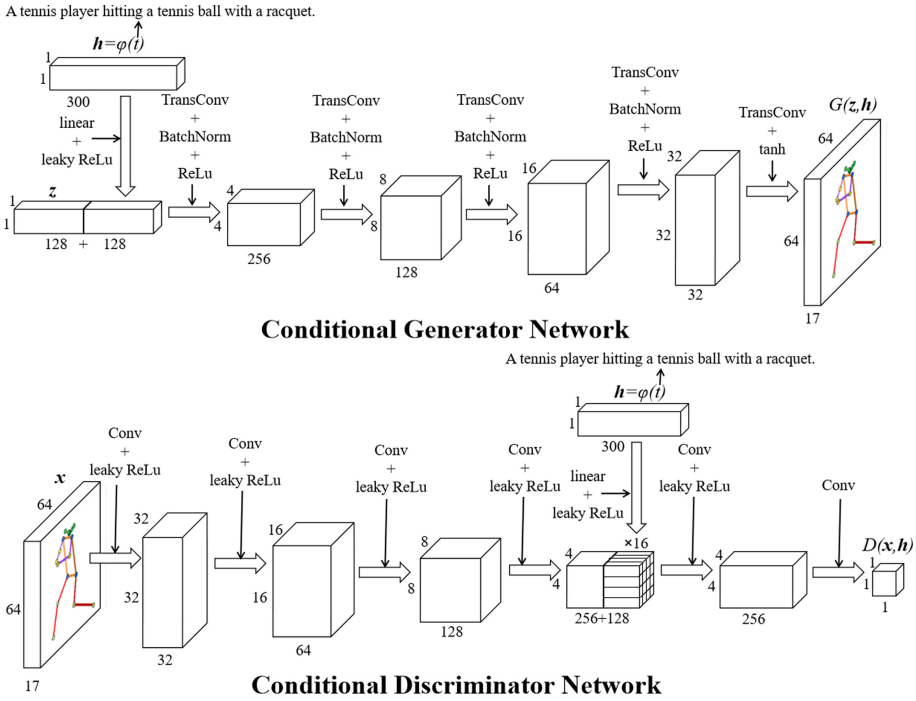 A tennis player hitting a tennis ball with a racquet.
h=φ(t)
1
1
300
linear
+
leaky ReLu
z
1
1
128 + 128
TransConv
+
BatchNorm
+
ReLu
4
4
256
TransConv
+
BatchNorm
+
ReLu
8
8
128
TransConv
+
BatchNorm
+
ReLu
16
16
64
TransConv
+
BatchNorm
+
ReLu
32
32
32
TransConv
+
tanh
G(z,h)
64
64
17
Conditional Generator Network
A tennis player hitting a tennis ball with a racquet.
h=φ(t)
1
1
300
linear
+
leaky ReLu
x
64
64
17
Conv
+
leaky ReLu
32
32
32
Conv
+
leaky ReLu
16
16
64
Conv
+
leaky ReLu
8
8
128
Conv
+
leaky ReLu
×16
4
4
256+128
Conv
+
leaky ReLu
4
4
256
Conv
D(x,h)
1
1
1
Conditional Discriminator Network